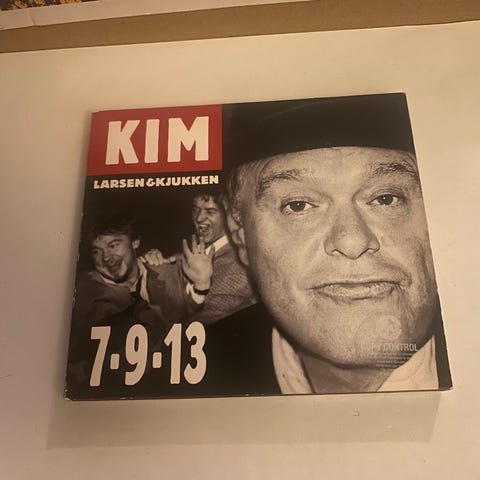 KIM
LARSEN & KJUKKEN
7-9-13
COPY CONTROL